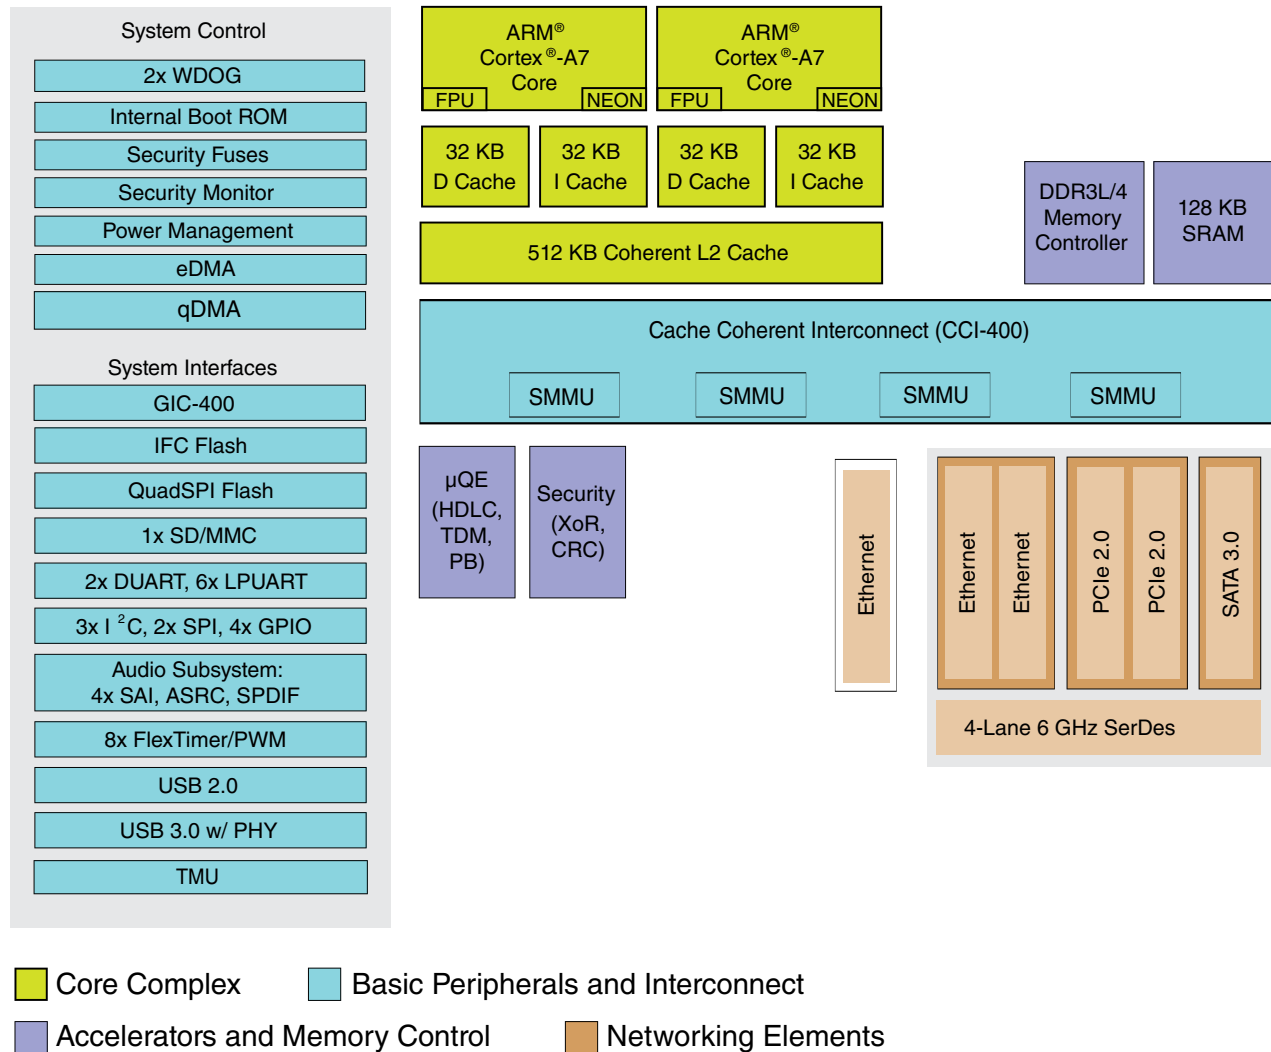 System Control
2x WDOG
Internal Boot ROM
Security Fuses
Security Monitor
Power Management
eDMA
qDMA
System Interfaces
GIC-400
IFC Flash
QuadSPI Flash
1x SD/MMC
2x DUART, 6x LPUART
3x I ²C, 2x SPI, 4x GPIO
Audio Subsystem:
4x SAI, ASRC, SPDIF
8x FlexTimer/PWM
USB 2.0
USB 3.0 w/ PHY
TMU
ARM®
Cortex®-A7
Core
FPU
NEON
ARM®
Cortex®-A7
Core
FPU
NEON
32 KB
D Cache
32 KB
I Cache
32 KB
D Cache
32 KB
I Cache
512 KB Coherent L2 Cache
DDR3L/4
Memory
Controller
128 KB
SRAM
Cache Coherent Interconnect (CCI-400)
SMMU
SMMU
SMMU
SMMU
µQE
(HDLC,
TDM,
PB)
Security
(XoR,
CRC)
Ethernet
Ethernet
Ethernet
PCIe 2.0
PCIe 2.0
SATA 3.0
4-Lane 6 GHz SerDes
Core Complex
Basic Peripherals and Interconnect
Accelerators and Memory Control
Networking Elements